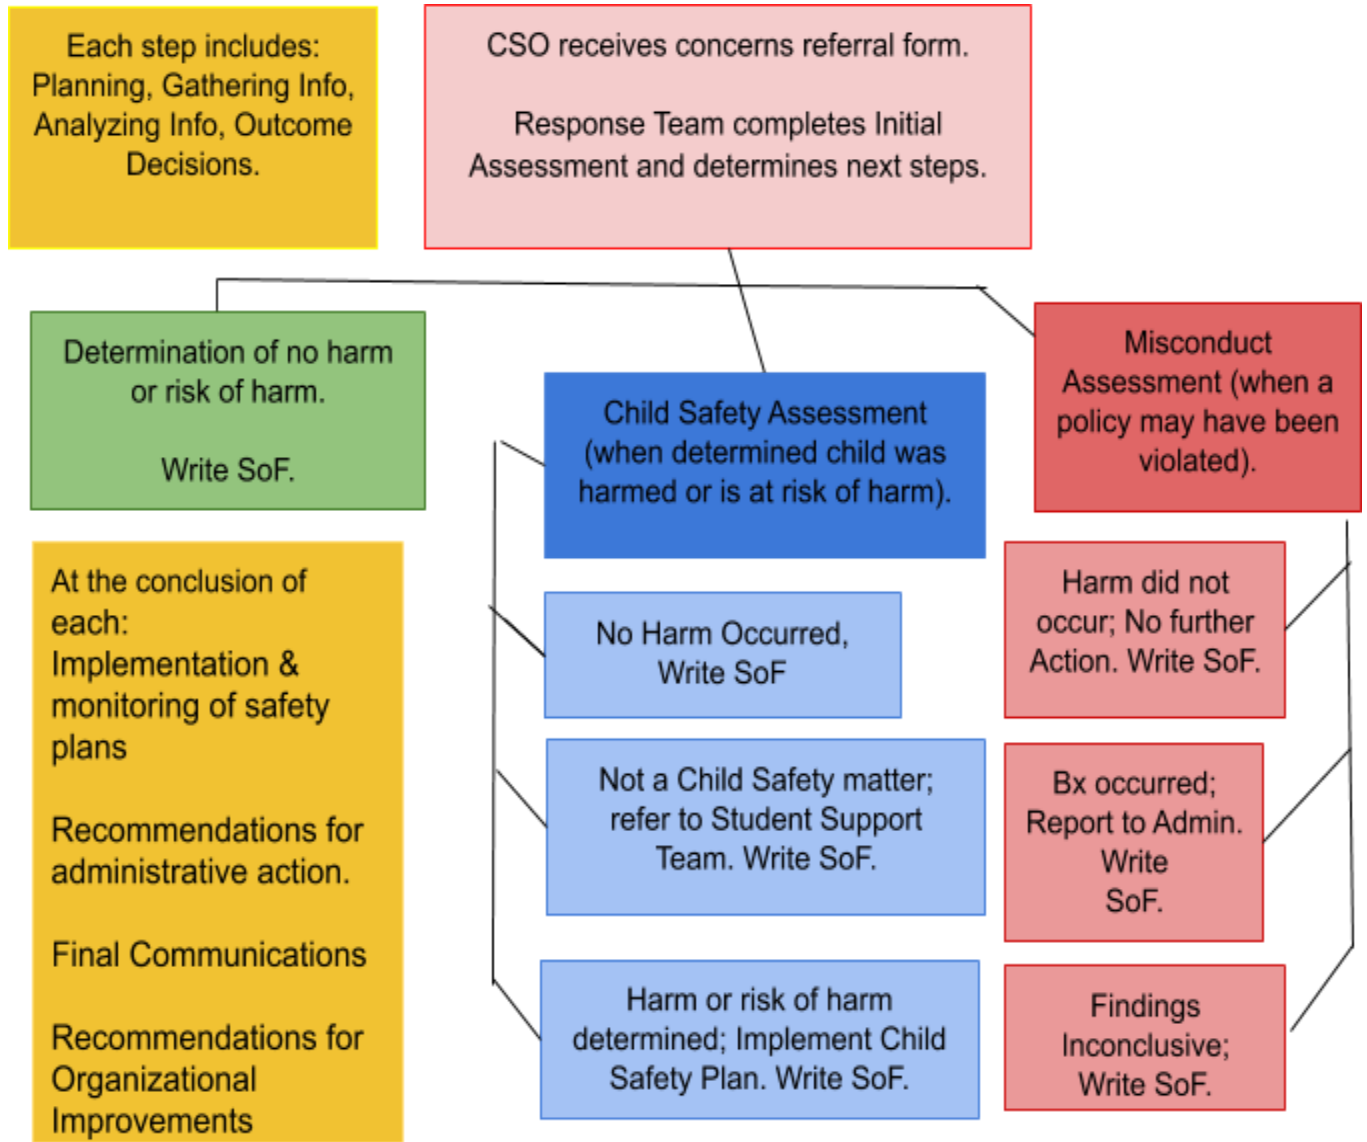 Each step includes:
Planning, Gathering Info,
Analyzing Info, Outcome
Decisions.
CSO receives concerns referral form.
Response Team completes Initial
Assessment and determines next steps.
Determination of no harm
or risk of harm.
Write SoF.
Child Safety Assessment
(when determined child was
harmed or is at risk of harm).
Misconduct
Assessment (when a
policy may have been
violated).
At the conclusion of
each:
Implementation &
monitoring of safety
plans
Recommendations for
administrative action.
Final Communications
Recommendations for
Organizational
Improvements
No Harm Occurred,
Write SoF
Not a Child Safety matter;
refer to Student Support
Team. Write SoF.
Harm or risk of harm
determined; Implement Child
Safety Plan. Write SoF.
Harm did not
occur; No further
Action. Write SoF.
Bx occurred;
Report to Admin.
Write
SoF.
Findings
Inconclusive;
Write SoF.